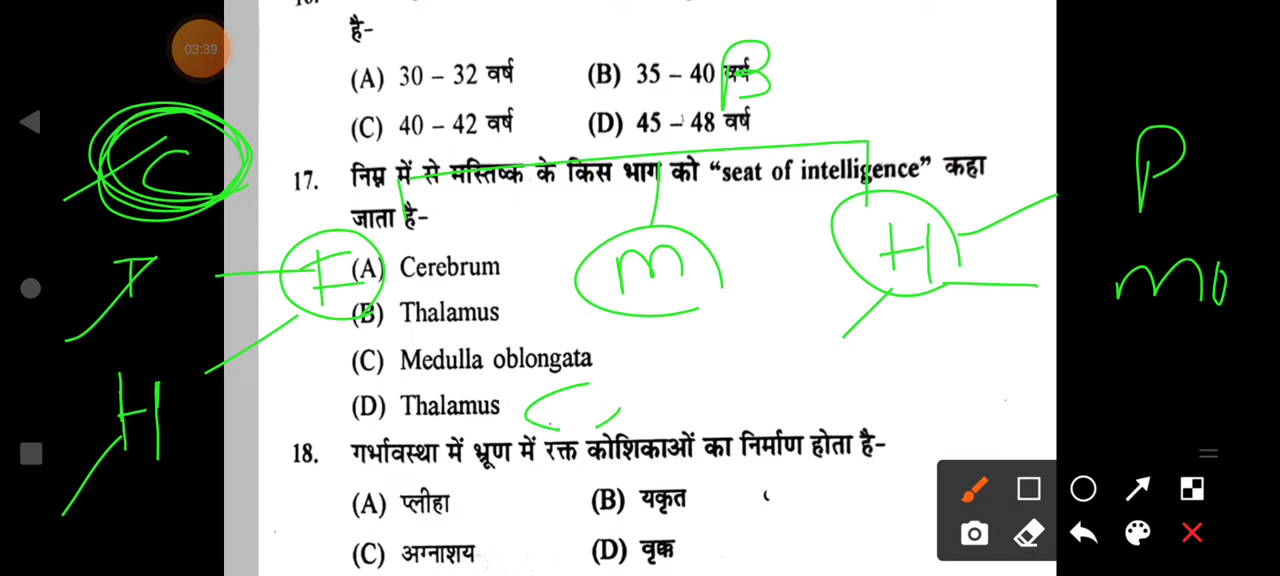 03:39
है-
(A) 30 – 32 वर्ष (B) 35 – 40 वर्ष
B
(C) 40 – 42 वर्ष (D) 45 – 48 वर्ष
C
P
17. निम्न में से मस्तिष्क के किस भाग को "seat of intelligence" कहा
जाता है-
F M H
T
Mo
(A) Cerebrum
(B) Thalamus
(C) Medulla oblongata
H
(D) Thalamus
18. गर्भावस्था में भ्रूण में रक्त कोशिकाओं का निर्माण होता है-
(A) प्लीहा (B) यकृत
(C) अग्नाशय (D) वृक्क